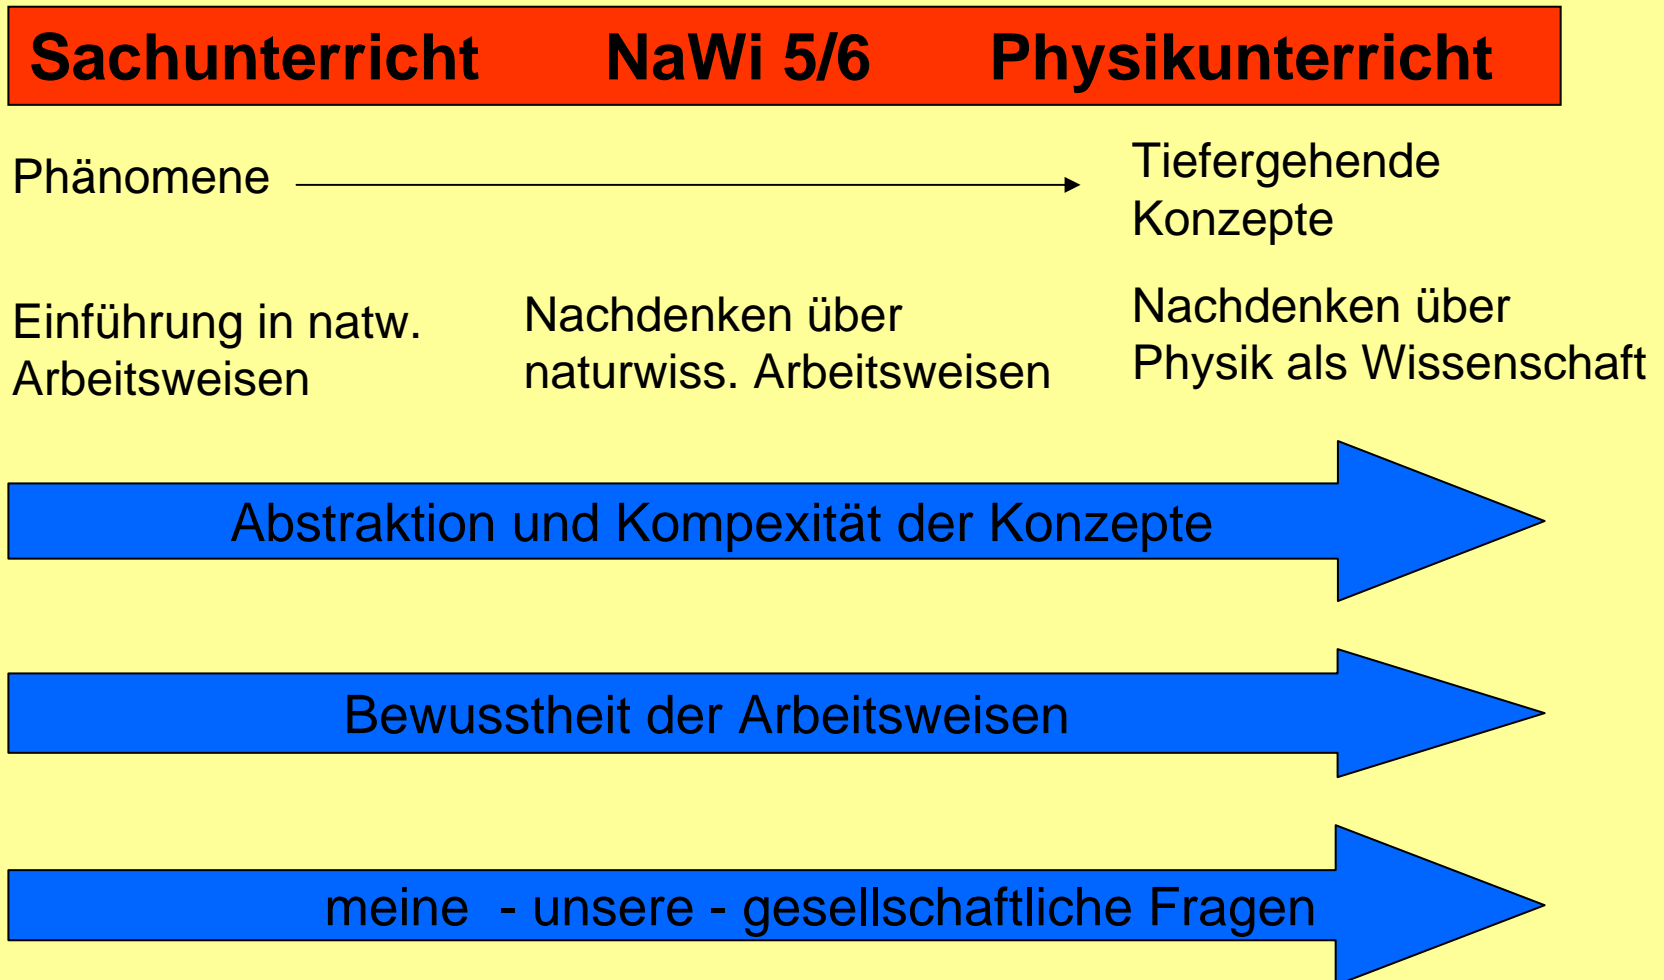 Sachunterricht NaWi 5/6 Physikunterricht
Phänomene
Tiefergehende
Konzepte
Einführung in natw.
Arbeitsweisen
Nachdenken über
naturwiss. Arbeitsweisen
Nachdenken über
Physik als Wissenschaft
Abstraktion und Kompexität der Konzepte
Bewusstheit der Arbeitsweisen
meine - unsere - gesellschaftliche Fragen